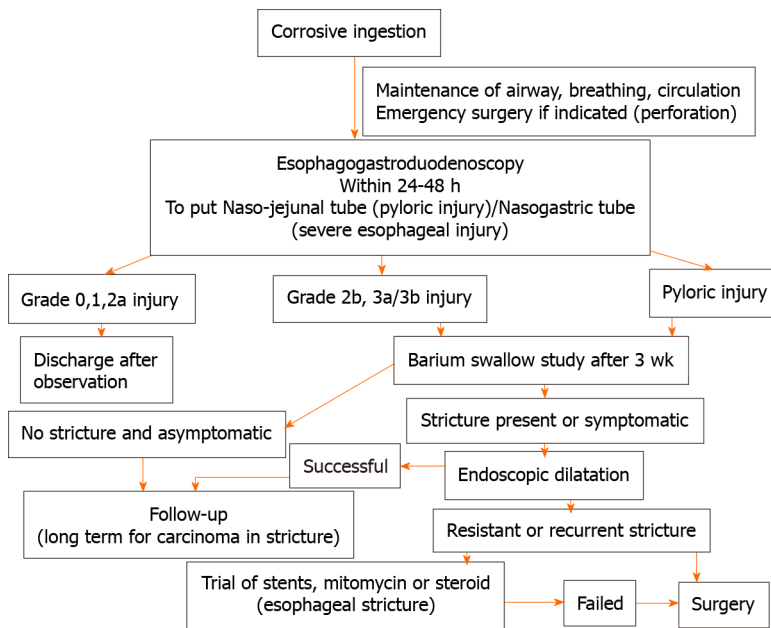 Corrosive ingestion
Maintenance of airway, breathing, circulation
Emergency surgery if indicated (perforation)
Esophagogastroduodenoscopy
Within 24-48 h
To put Naso-jejunal tube (pyloric injury)/Nasogastric tube
(severe esophageal injury)
Grade 0,1,2a injury
Grade 2b, 3a/3b injury
Pyloric injury
Discharge after
observation
Barium swallow study after 3 wk
No stricture and asymptomatic
Stricture present or symptomatic
Successful
Endoscopic dilatation
Follow-up
(long term for carcinoma in stricture)
Resistant or recurrent stricture
Trial of stents, mitomycin or steroid
(esophageal stricture)
Failed
Surgery